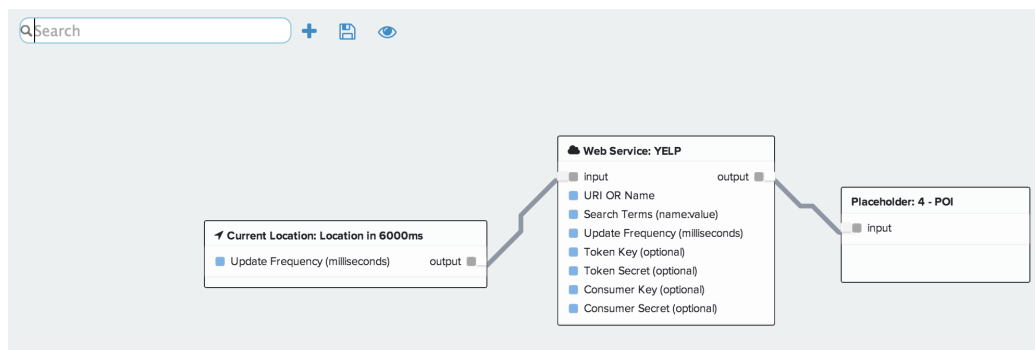 Search
Web Service: YELP
input output
URI OR Name
Search Terms (name:value)
Update Frequency (milliseconds)
Token Key (optional)
Token Secret (optional)
Consumer Key (optional)
Consumer Secret (optional)
Placeholder: 4 - POI
input
Current Location: Location in 6000ms
Update Frequency (milliseconds) output